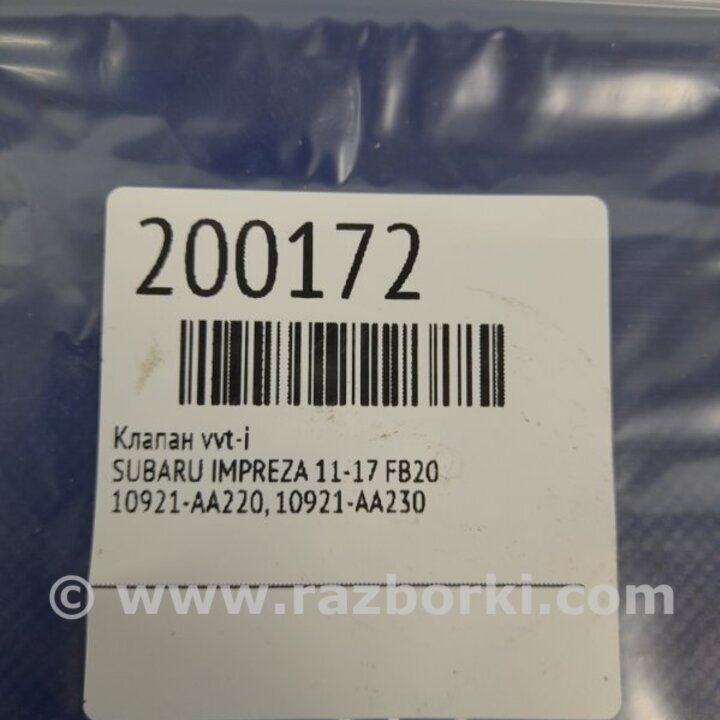 200172
Клапан vvt-i
SUBARU IMPREZA 11-17 FB20
10921-AA220, 10921-AA230
© www.razborki.com